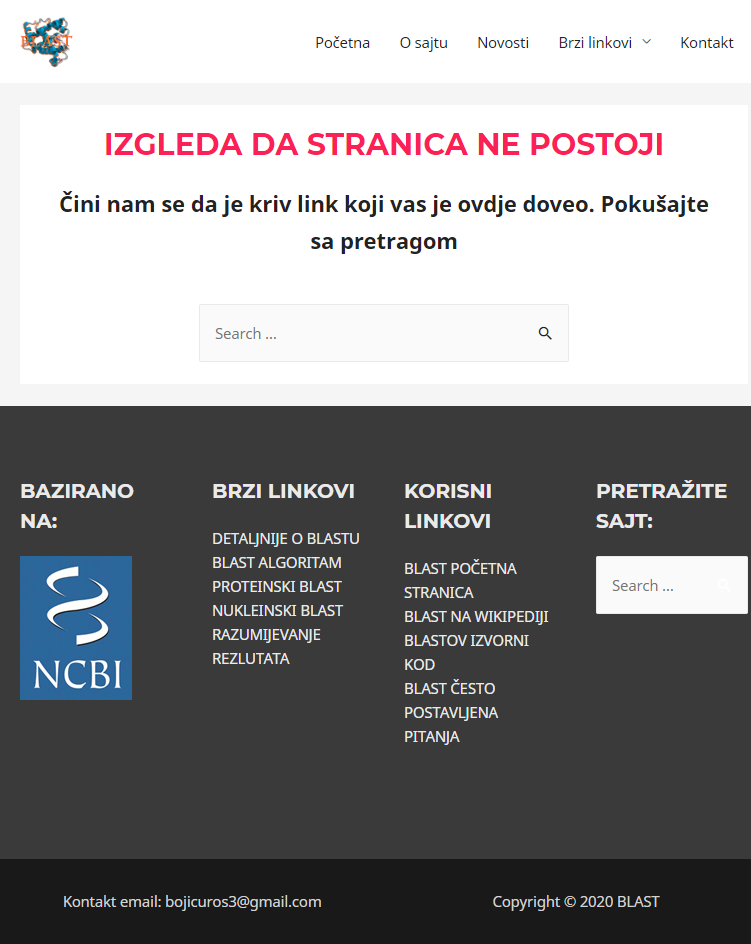 BLAST
Početna O sajtu Novosti Brzi linkovi Kontakt
IZGLEDA DA STRANICA NE POSTOJI
Čini nam se da je kriv link koji vas je ovdje doveo. Pokušajte
sa pretragom
Search ...
BAZIRANO
NA:
NCBI
BRZI LINKOVI
DETALJNIJE O BLASTU
BLAST ALGORITAM
PROTEINSKI BLAST
NUKLEINSKI BLAST
RAZUMIJEVANJE
REZLUTATA
KORISNI
LINKOVI
BLAST POČETNA
STRANICA
BLAST NA WIKIPEDIJI
BLASTOV IZVORNI
KOD
BLAST ČESTO
POSTAVLJENA
PITANJA
PRETRAŽITE
SAJT:
Search ...
Kontakt email: bojicuros3@gmail.com
Copyright © 2020 BLAST